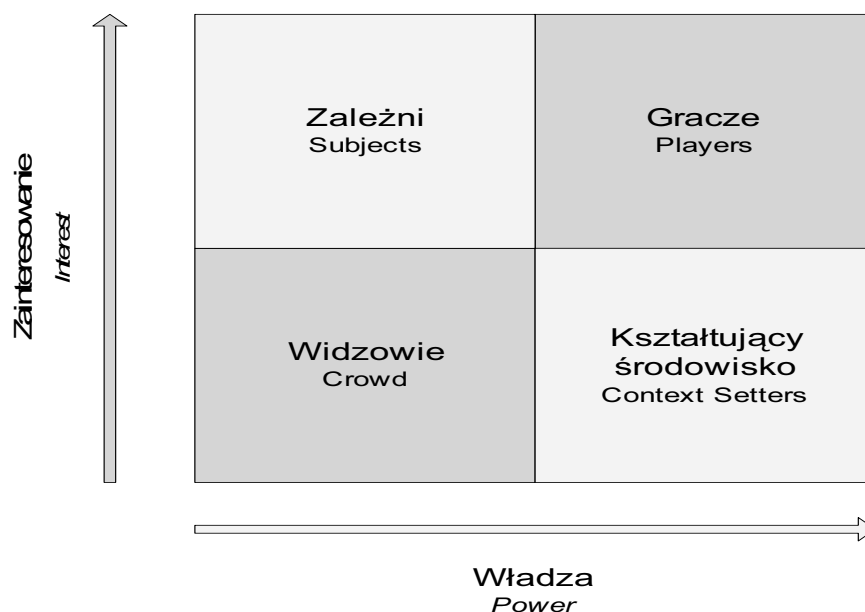 Zależni
Subjects
Gracze
Players
Zainteresowanie
Interest
Widzowie
Crowd
Kształtujący
środowisko
Context Setters
Władza
Power